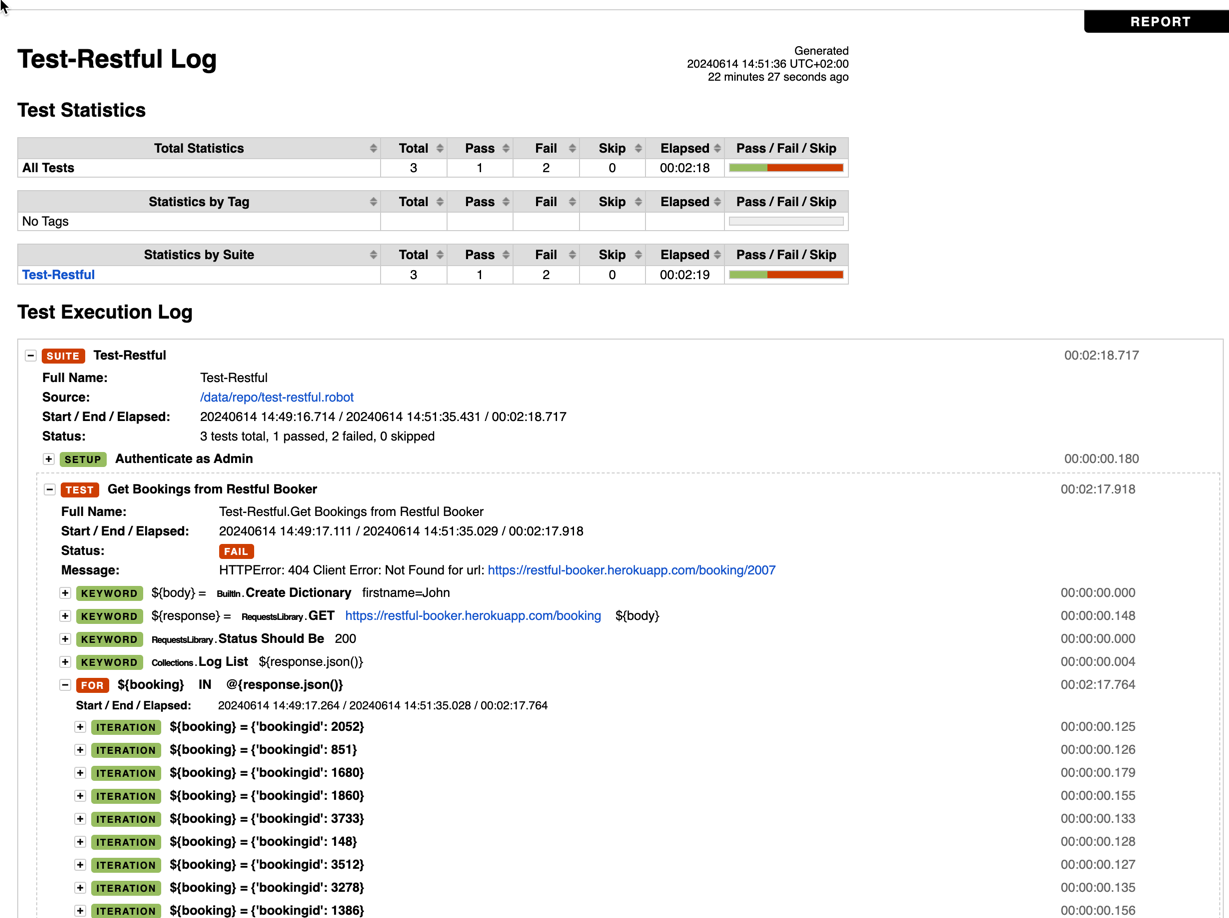 REPORT
Test-Restful Log
Generated
20240614 14:51:36 UTC+02:00
22 minutes 27 seconds ago
Test Statistics
Total Statistics Total Pass Fail Skip Elapsed Pass / Fail / Skip
All Tests 3 1 2 0 00:02:18
Statistics by Tag Total Pass Fail Skip Elapsed Pass / Fail / Skip
No Tags
Statistics by Suite Total Pass Fail Skip Elapsed Pass / Fail / Skip
Test-Restful 3 1 2 0 00:02:19
Test Execution Log
− SUITE Test-Restful 00:02:18.717
Full Name: Test-Restful
Source: /data/repo/test-restful.robot
Start / End / Elapsed: 20240614 14:49:16.714 / 20240614 14:51:35.431 / 00:02:18.717
Status: 3 tests total, 1 passed, 2 failed, 0 skipped
+ SETUP Authenticate as Admin 00:00:00.180
− TEST Get Bookings from Restful Booker 00:02:17.918
Full Name: Test-Restful.Get Bookings from Restful Booker
Start / End / Elapsed: 20240614 14:49:17.111 / 20240614 14:51:35.029 / 00:02:17.918
Status: FAIL
Message: HTTPError: 404 Client Error: Not Found for url: https://restful-booker.herokuapp.com/booking/2007
+ KEYWORD ${body} = BuiltIn.Create Dictionary firstname=John 00:00:00.000
+ KEYWORD ${response} = RequestsLibrary.GET https://restful-booker.herokuapp.com/booking ${body} 00:00:00.148
+ KEYWORD RequestsLibrary.Status Should Be 200 00:00:00.000
+ KEYWORD Collections.Log List ${response.json()} 00:00:00.004
− FOR ${booking} IN @{response.json()} 00:02:17.764
Start / End / Elapsed: 20240614 14:49:17.264 / 20240614 14:51:35.028 / 00:02:17.764
+ ITERATION ${booking} = {'bookingid': 2052} 00:00:00.125
+ ITERATION ${booking} = {'bookingid': 851} 00:00:00.126
+ ITERATION ${booking} = {'bookingid': 1680} 00:00:00.179
+ ITERATION ${booking} = {'bookingid': 1860} 00:00:00.155
+ ITERATION ${booking} = {'bookingid': 3733} 00:00:00.133
+ ITERATION ${booking} = {'bookingid': 148} 00:00:00.128
+ ITERATION ${booking} = {'bookingid': 3512} 00:00:00.127
+ ITERATION ${booking} = {'bookingid': 3278} 00:00:00.135
+ ITERATION ${booking} = {'bookingid': 1386} 00:00:00.156